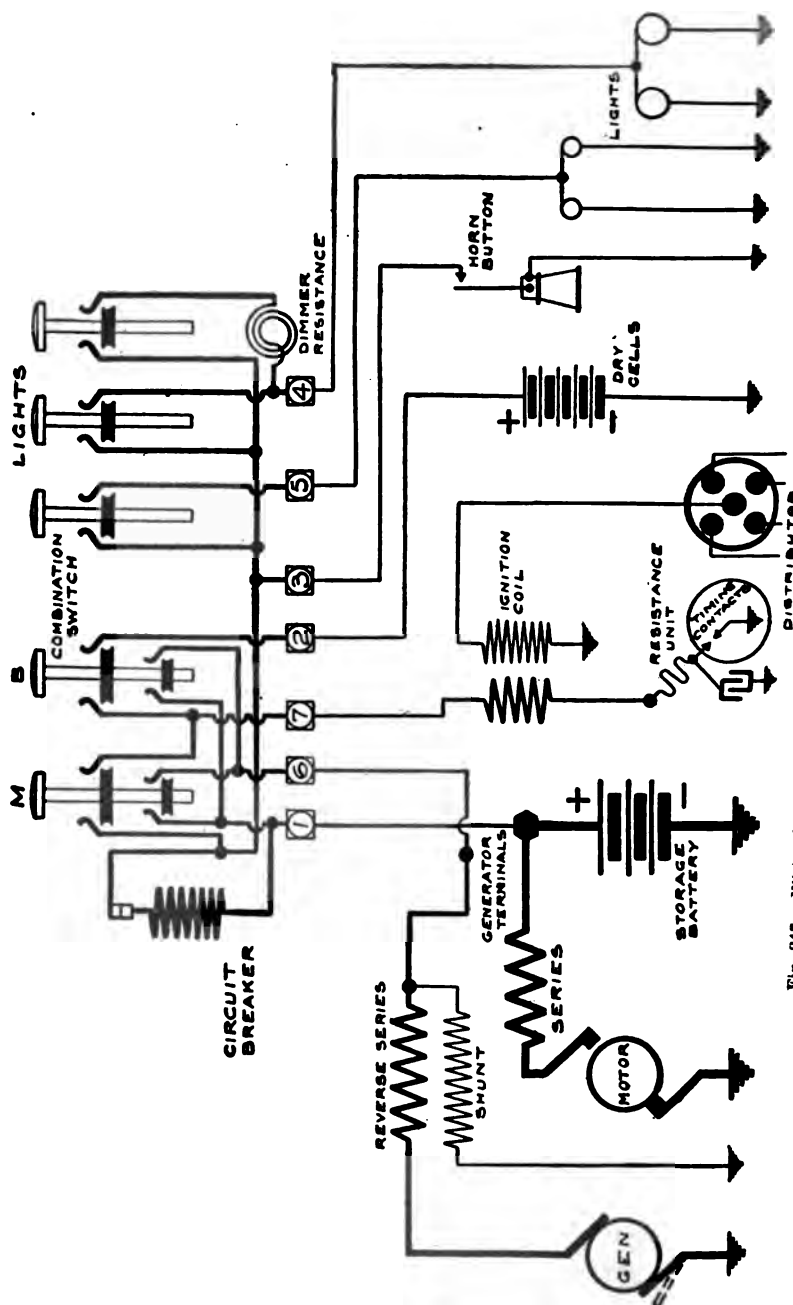 LIGHTS
M
B
COMBINATION
SWITCH
CIRCUIT
BREAKER
DIMMER
RESISTANCE
1
6
7
2
3
5
4
REVERSE SERIES
SHUNT
GENERATOR
TERMINALS
SERIES
IGNITION
COIL
HORN
BUTTON
LIGHTS
+
DRY
CELLS
-
+
STORAGE
BATTERY
-
RESISTANCE
UNIT
TIMING
CONTACTS
DISTRIBUTOR
GEN
MOTOR